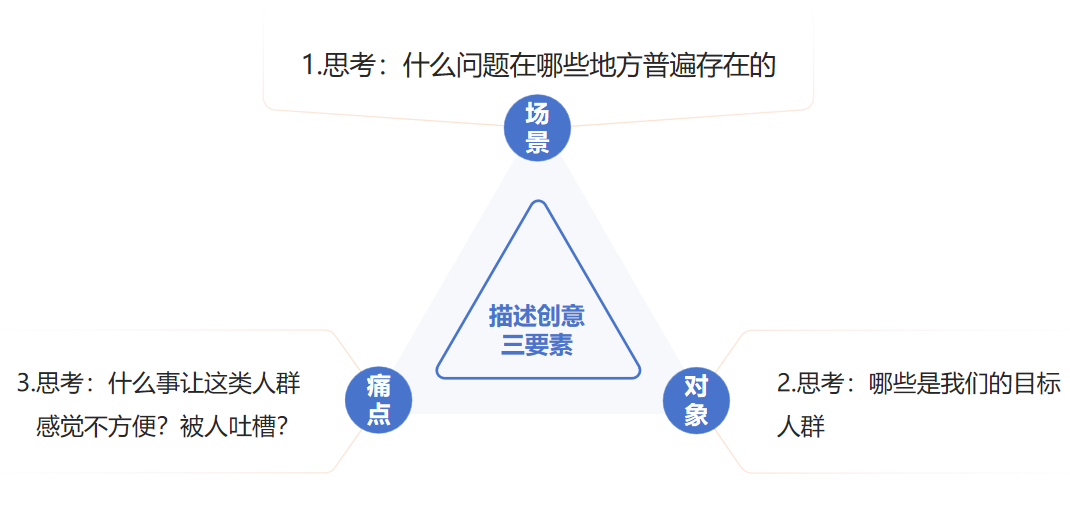 1.思考：什么问题在哪些地方普遍存在的
场
景
描述创意
三要素
3.思考：什么事让这类人群
感觉不方便？被人吐槽？
痛
点
对
象
2.思考：哪些是我们的目标
人群